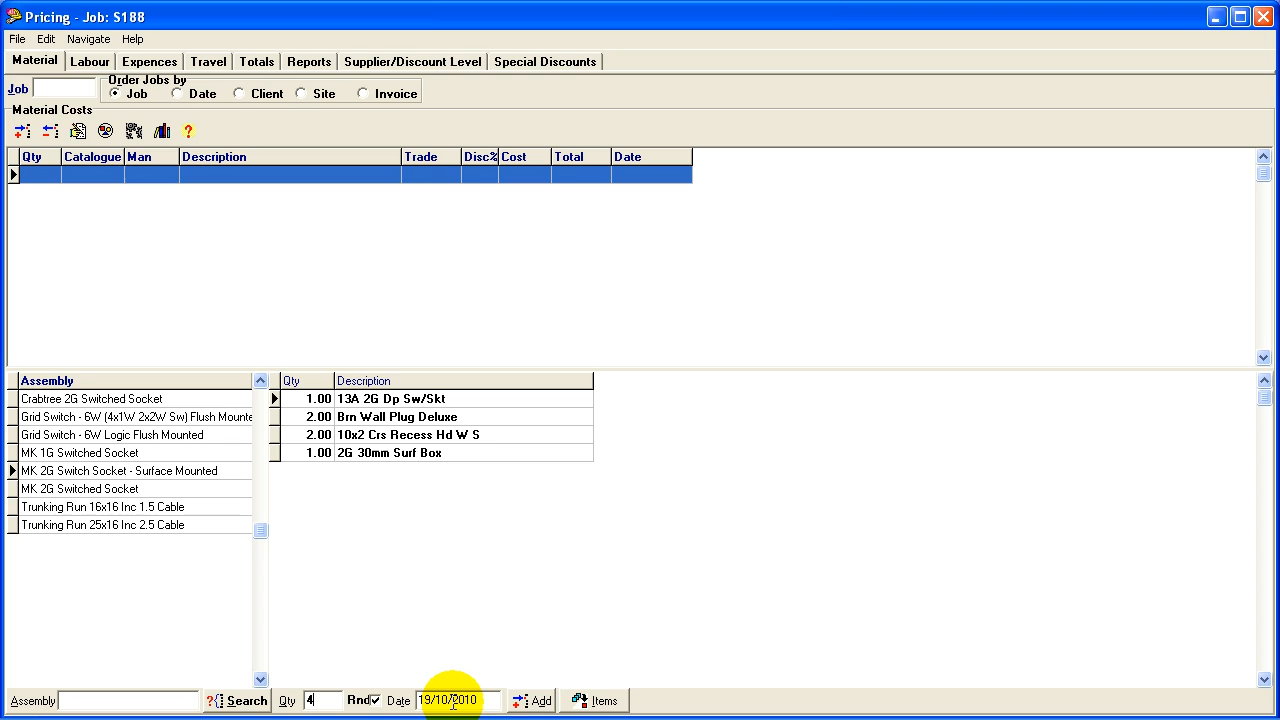 Pricing - Job: S188
File Edit Navigate Help
Material Labour Expences Travel Totals Reports Supplier/Discount Level Special Discounts
Order Jobs by
Job Job Date Client Site Invoice
Material Costs
Qty Catalogue Man Description Trade Disc% Cost Total Date
Assembly Qty Description
Crabtree 2G Switched Socket 1.00 13A 2G Dp Sw/Skt
Grid Switch - 6W (4x1W 2x2W Sw) Flush Mounte 2.00 Brn Wall Plug Deluxe
Grid Switch - 6W Logic Flush Mounted 2.00 10x2 Crs Recess Hd W S
MK 1G Switched Socket 1.00 2G 30mm Surf Box
MK 2G Switch Socket - Surface Mounted
MK 2G Switched Socket
Trunking Run 16x16 Inc 1.5 Cable
Trunking Run 25x16 Inc 2.5 Cable
Assembly Search Qty 4 Rnd Date 19/10/2010 Add Items